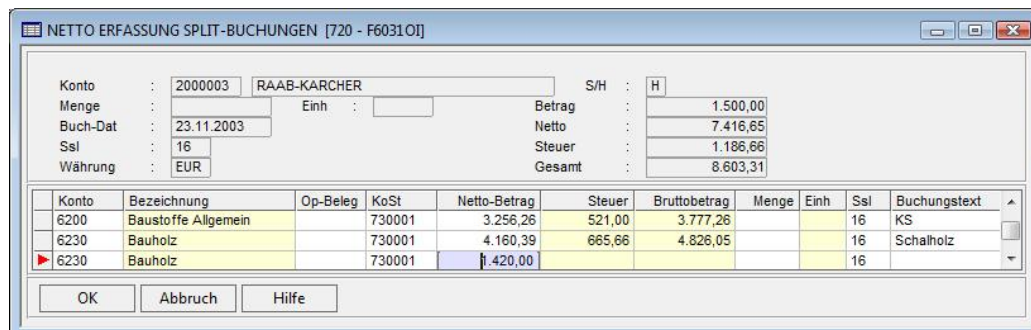 NETTO ERFASSUNG SPLIT-BUCHUNGEN [720 - F6031OI]
Konto : 2000003 RAAB-KARCHER S/H : H
Menge : Einh : Betrag : 1.500,00
Buch-Dat : 23.11.2003 Netto : 7.416,65
Ssl : 16 Steuer : 1.186,66
Währung : EUR Gesamt : 8.603,31
Konto Bezeichnung Op-Beleg KoSt Netto-Betrag Steuer Bruttobetrag Menge Einh Ssl Buchungstext
6200 Baustoffe Allgemein 730001 3.256,26 521,00 3.777,26 16 KS
6230 Bauholz 730001 4.160,39 665,66 4.826,05 16 Schalholz
6230 Bauholz 730001 1.420,00 16
OK Abbruch Hilfe